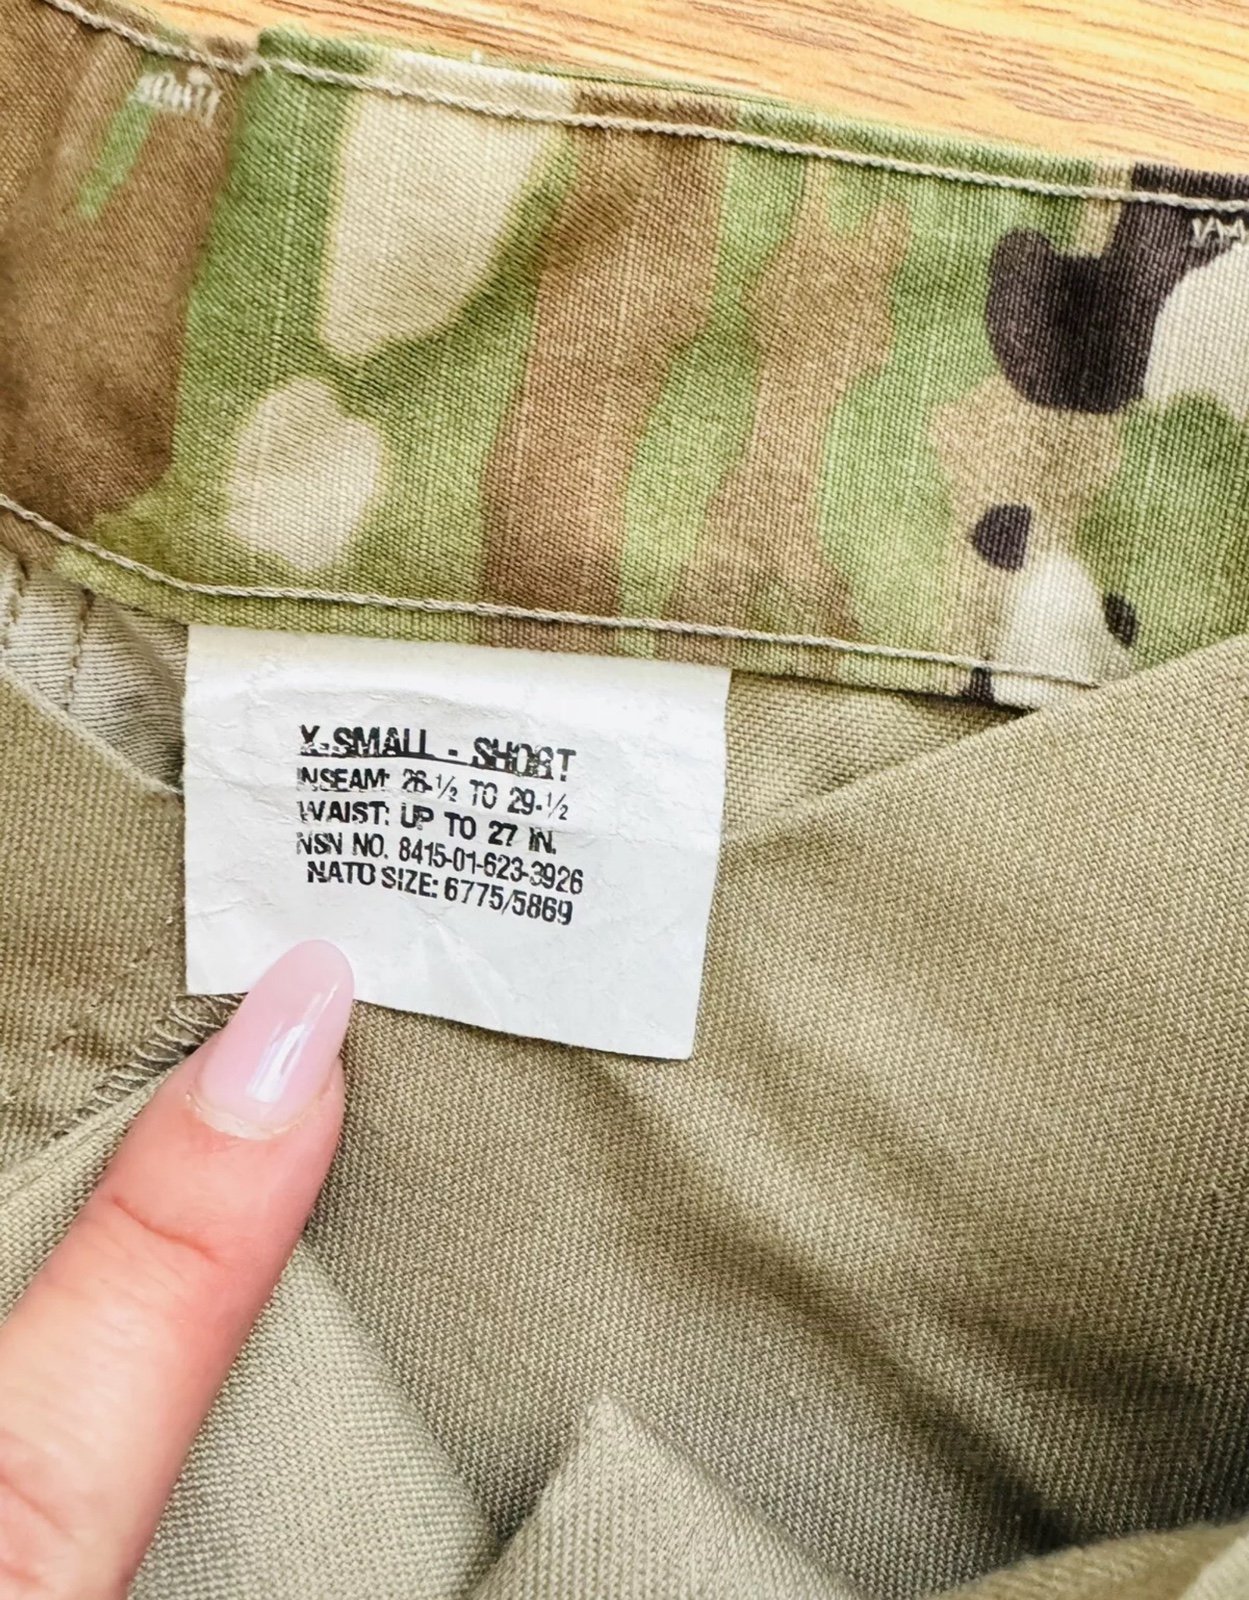 X-SMALL - SHORT
INSEAM: 26-½ TO 29-½
WAIST: UP TO 27 IN.
NSN NO. 8415-01-623-3926
NATO SIZE: 6775/5869